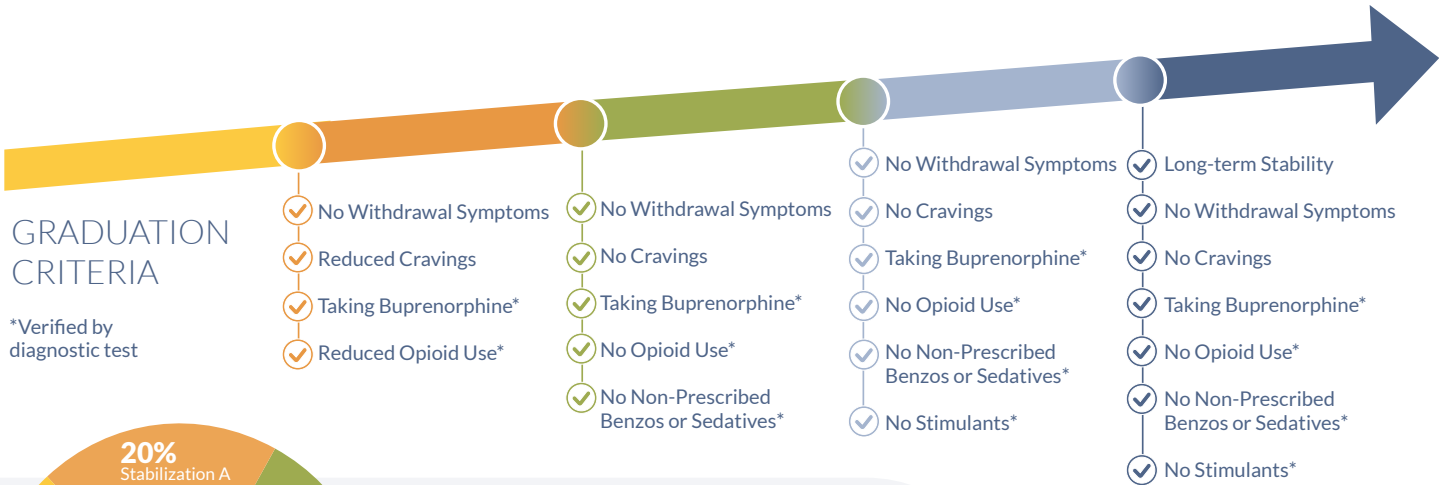 GRADUATION
CRITERIA
*Verified by
diagnostic test
No Withdrawal Symptoms
Reduced Cravings
Taking Buprenorphine*
Reduced Opioid Use*
No Withdrawal Symptoms
No Cravings
Taking Buprenorphine*
No Opioid Use*
No Non-Prescribed
Benzos or Sedatives*
No Withdrawal Symptoms
No Cravings
Taking Buprenorphine*
No Opioid Use*
No Non-Prescribed
Benzos or Sedatives*
No Stimulants*
Long-term Stability
No Withdrawal Symptoms
No Cravings
Taking Buprenorphine*
No Opioid Use*
No Non-Prescribed
Benzos or Sedatives*
No Stimulants*
20%
Stabilization A